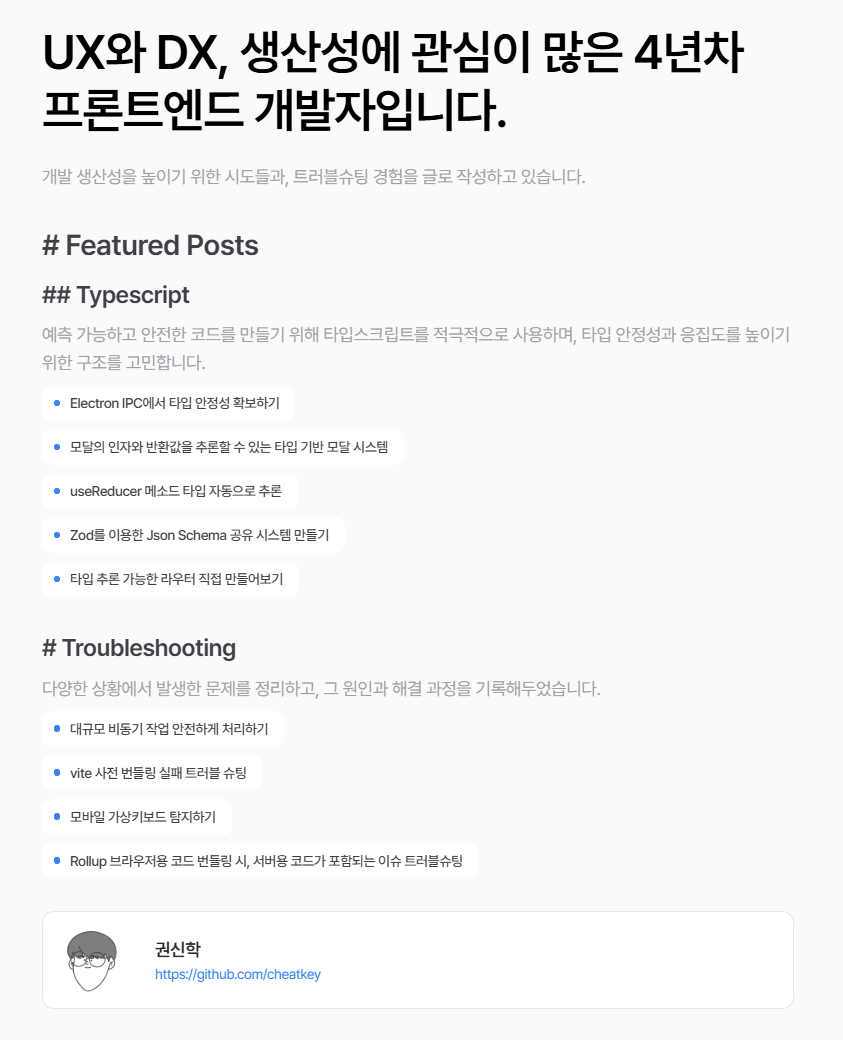 UX와 DX, 생산성에 관심이 많은 4년차
프론트엔드 개발자입니다.
개발 생산성을 높이기 위한 시도들과, 트러블슈팅 경험을 글로 작성하고 있습니다.
# Featured Posts
## Typescript
예측 가능하고 안전한 코드를 만들기 위해 타입스크립트를 적극적으로 사용하며, 타입 안정성과 응집도를 높이기
위한 구조를 고민합니다.
Electron IPC에서 타입 안정성 확보하기
모달의 인자와 반환값을 추론할 수 있는 타입 기반 모달 시스템
useReducer 메소드 타입 자동으로 추론
Zod를 이용한 Json Schema 공유 시스템 만들기
타입 추론 가능한 라우터 직접 만들어보기
# Troubleshooting
다양한 상황에서 발생한 문제를 정리하고, 그 원인과 해결 과정을 기록해두었습니다.
대규모 비동기 작업 안전하게 처리하기
vite 사전 번들링 실패 트러블 슈팅
모바일 가상키보드 탐지하기
Rollup 브라우저용 코드 번들링 시, 서버용 코드가 포함되는 이슈 트러블슈팅
권신학
https://github.com/cheatkey